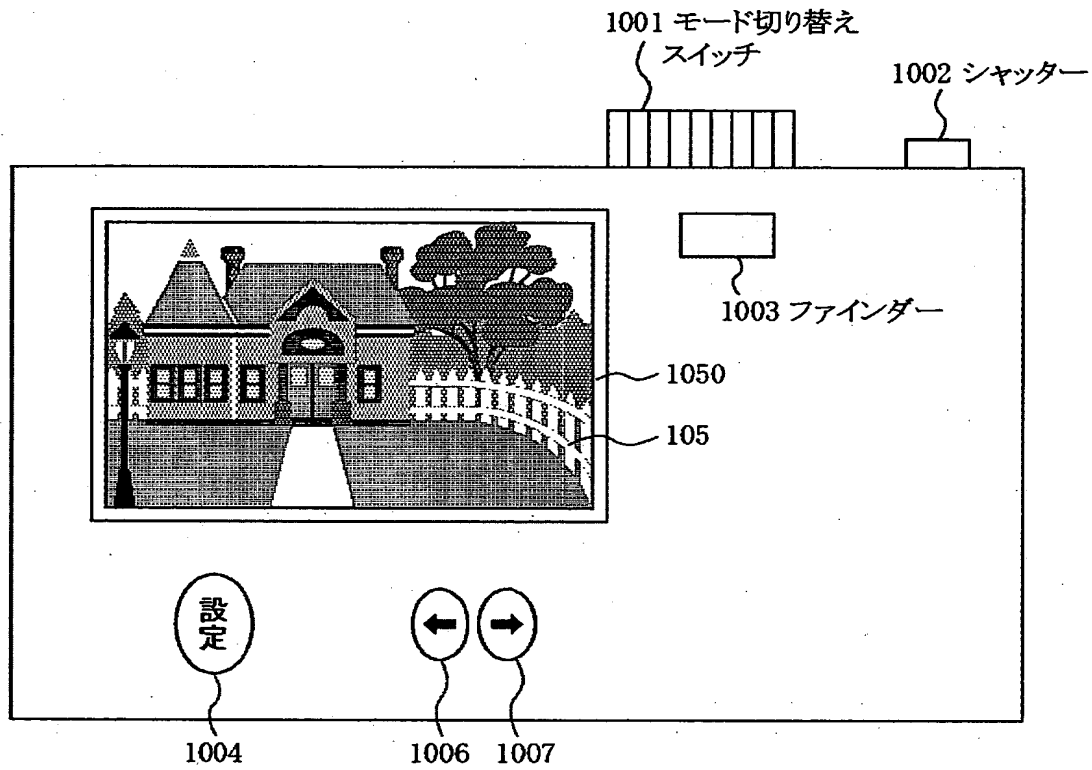 1001 モード切り替え
スイッチ
1002 シャッター
1003 ファインダー
1050
105
設
定
←
→
1004
1006
1007